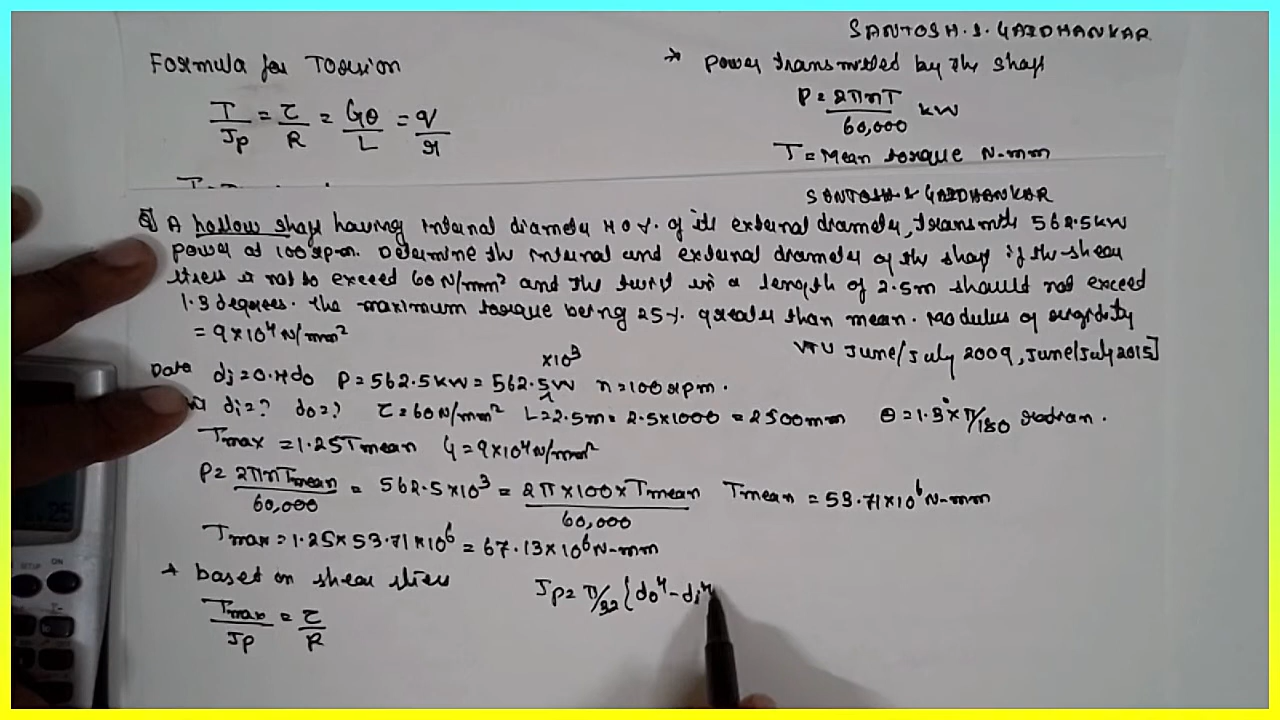 SANTOSH.S.GAIDHANKAR
Formula for Torsion
* power transmitted by the shaft
T/Jp = τ/R = Gθ/L = q/r
P = 2πnT/60,000 kW
T = Mean torque N-mm
SANTOSH S GAIDHANKAR
Q] A hollow shaft having internal diameter 40%. of its external diameter, transmits 562.5kW
power at 100 rpm. Determine the internal and external diameter of the shaft if the shear
stress is not to exceed 60 N/mm² and the twist in a length of 2.5m should not exceed
1.3 degrees. The maximum torque being 25%. greater than mean. Modulus of rigidity
= 9×10⁴ N/mm²
VTU June/July 2009, June/July 2015]
Data di = 0.4do P = 562.5kW = 562.5×10³W n = 100 rpm.
di = ? do = ? τ = 60 N/mm² L = 2.5m = 2.5×1000 = 2500mm θ = 1.3° × π/180 radian.
Tmax = 1.25Tmean G = 9×10⁴ N/mm²
P = 2πnTmean/60,000 = 562.5×10³ = 2π×100×Tmean/60,000 Tmean = 53.71×10⁶ N-mm
Tmax = 1.25×53.71×10⁶ = 67.13×10⁶ N-mm
* based on shear stress Jp = π/32 {do⁴ - di⁴
Tmax/Jp = τ/R
1.25
ON